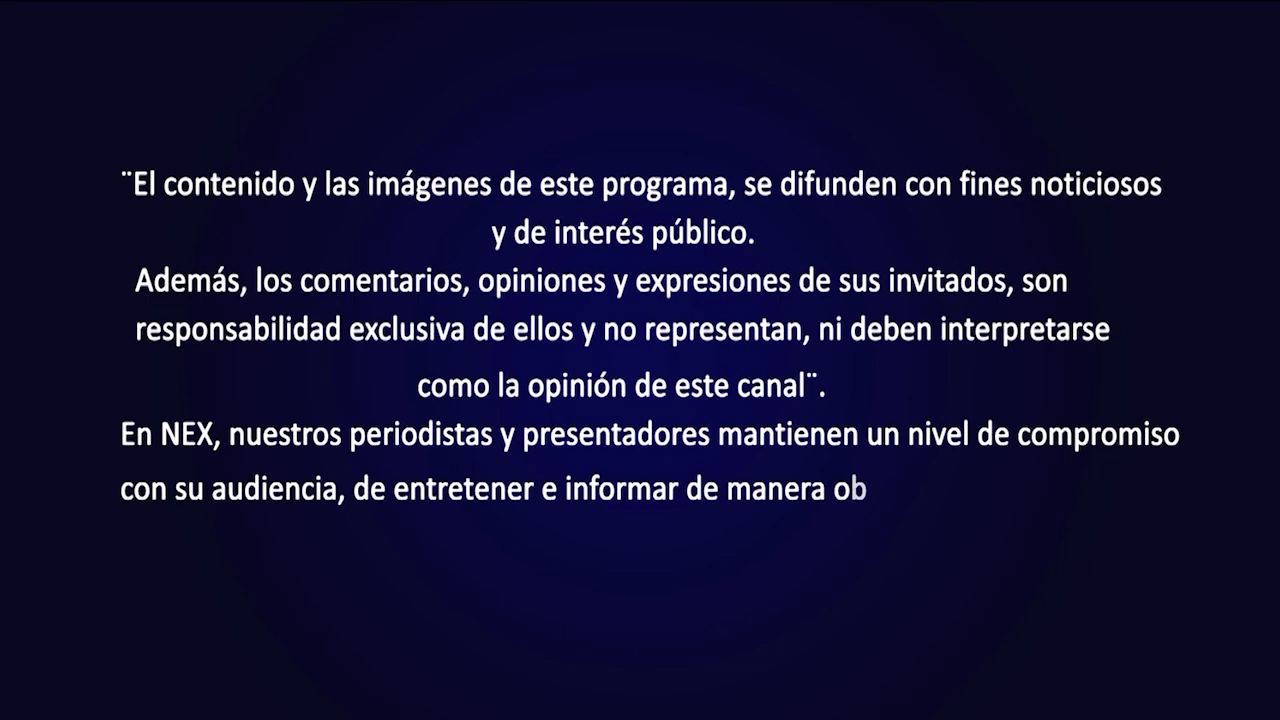 ¨El contenido y las imágenes de este programa, se difunden con fines noticiosos
y de interés público.
Además, los comentarios, opiniones y expresiones de sus invitados, son
responsabilidad exclusiva de ellos y no representan, ni deben interpretarse
como la opinión de este canal¨.
En NEX, nuestros periodistas y presentadores mantienen un nivel de compromiso
con su audiencia, de entretener e informar de manera ob